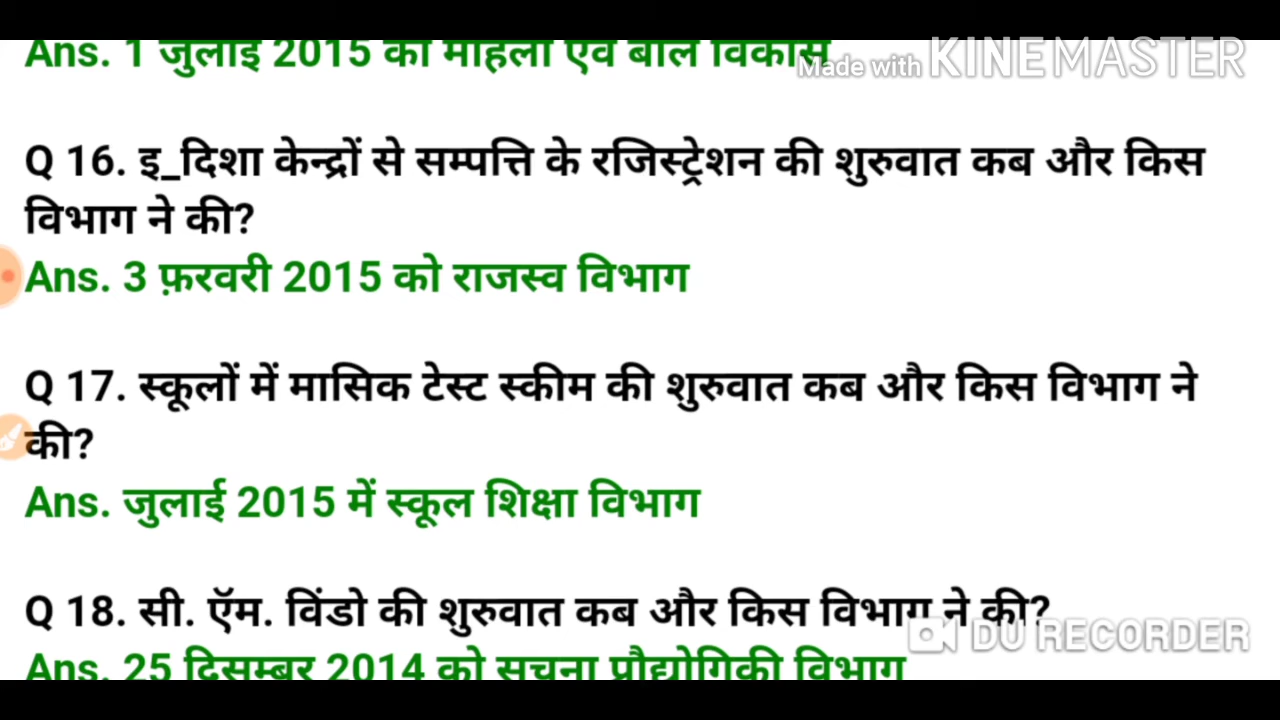 Ans. 1 जुलाई 2015 को महिला एवं बाल विकास
Made with KINEMASTER
Q 16. इ_दिशा केन्द्रों से सम्पत्ति के रजिस्ट्रेशन की शुरुवात कब और किस
विभाग ने की?
Ans. 3 फ़रवरी 2015 को राजस्व विभाग
Q 17. स्कूलों में मासिक टेस्ट स्कीम की शुरुवात कब और किस विभाग ने
की?
Ans. जुलाई 2015 में स्कूल शिक्षा विभाग
Q 18. सी. ऍम. विंडो की शुरुवात कब और किस विभाग ने की?
DU RECORDER
Ans. 25 दिसम्बर 2014 को सूचना प्रौद्योगिकी विभाग